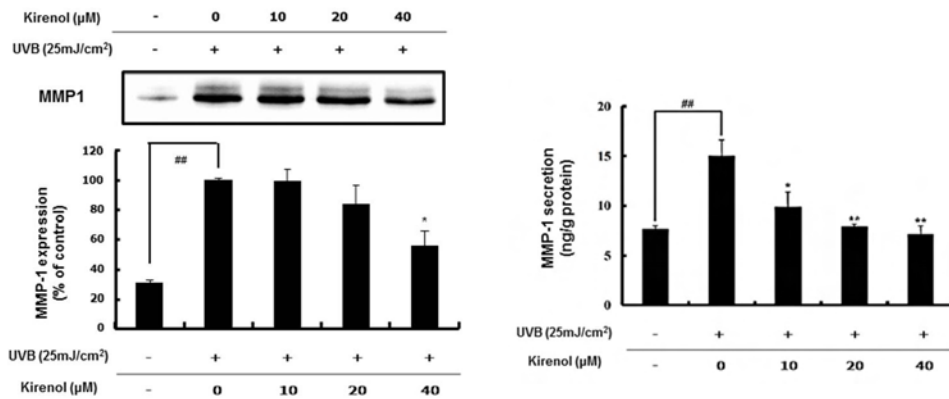 Kirenol (µM) - 0 10 20 40
UVB (25mJ/cm²) - + + + +
MMP1
MMP-1 expression
(% of control)
120
100
80
60
40
20
0
##
*
UVB (25mJ/cm²) - + + + +
Kirenol (µM) - 0 10 20 40
MMP-1 secretion
(ng/g protein)
20
15
10
5
0
##
*
**
**
UVB (25mJ/cm²) - + + + +
Kirenol (µM) - 0 10 20 40